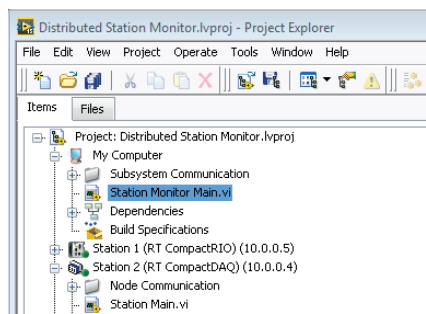 Distributed Station Monitor.lvproj - Project Explorer
File Edit View Project Operate Tools Window Help
Items Files
Project: Distributed Station Monitor.lvproj
My Computer
Subsystem Communication
Station Monitor Main.vi
Dependencies
Build Specifications
Station 1 (RT CompactRIO) (10.0.0.5)
Station 2 (RT CompactDAQ) (10.0.0.4)
Node Communication
Station Main.vi